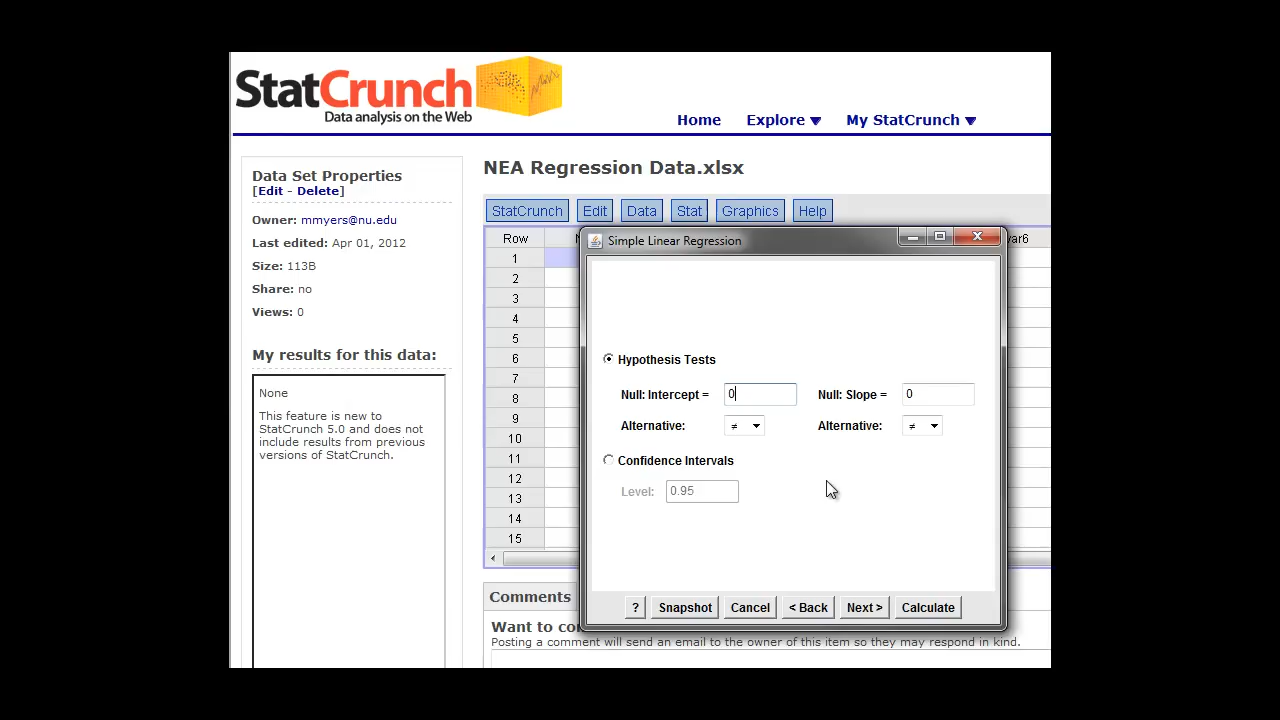 StatCrunch
Data analysis on the Web
Home Explore My StatCrunch
Data Set Properties
[Edit - Delete]
Owner: mmyers@nu.edu
Last edited: Apr 01, 2012
Size: 113B
Share: no
Views: 0
My results for this data:
None
This feature is new to
StatCrunch 5.0 and does not
include results from previous
versions of StatCrunch.
NEA Regression Data.xlsx
StatCrunch Edit Data Stat Graphics Help
Row var6
1
2
3
4
5
6
7
8
9
10
11
12
13
14
15
Simple Linear Regression
Hypothesis Tests
Null: Intercept = 0 Null: Slope = 0
Alternative: ≠ Alternative: ≠
Confidence Intervals
Level: 0.95
? Snapshot Cancel < Back Next > Calculate
Comments
Want to
Posting a comment will send an email to the owner of this item so they may respond in kind.